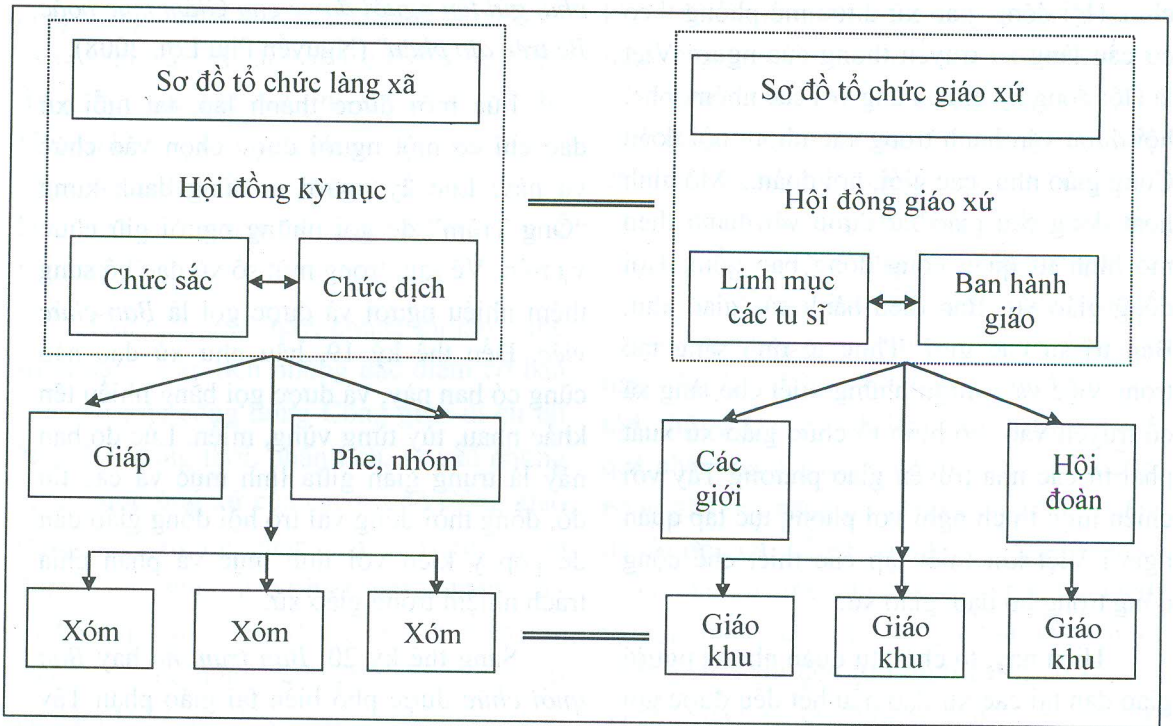 Sơ đồ tổ chức làng xã
Hội đồng kỳ mục
Chức sắc
Chức dịch
Giáp
Phe, nhóm
Xóm
Xóm
Xóm
Sơ đồ tổ chức giáo xứ
Hội đồng giáo xứ
Linh mục
các tu sĩ
Ban hành
giáo
Các
giới
Hội
đoàn
Giáo
khu
Giáo
khu
Giáo
khu